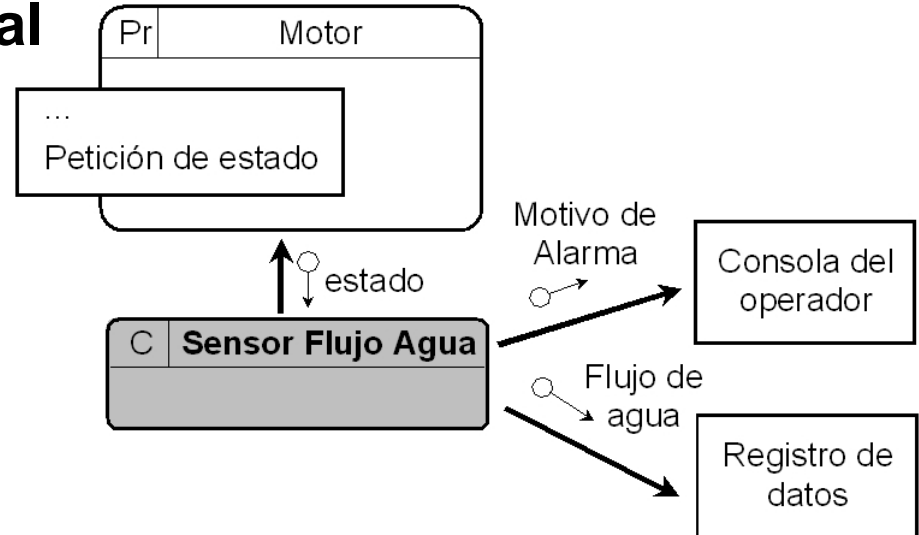 al
Pr Motor
...
Petición de estado
Motivo de
Alarma
estado
Consola del
operador
C Sensor Flujo Agua
Flujo de
agua
Registro de
datos